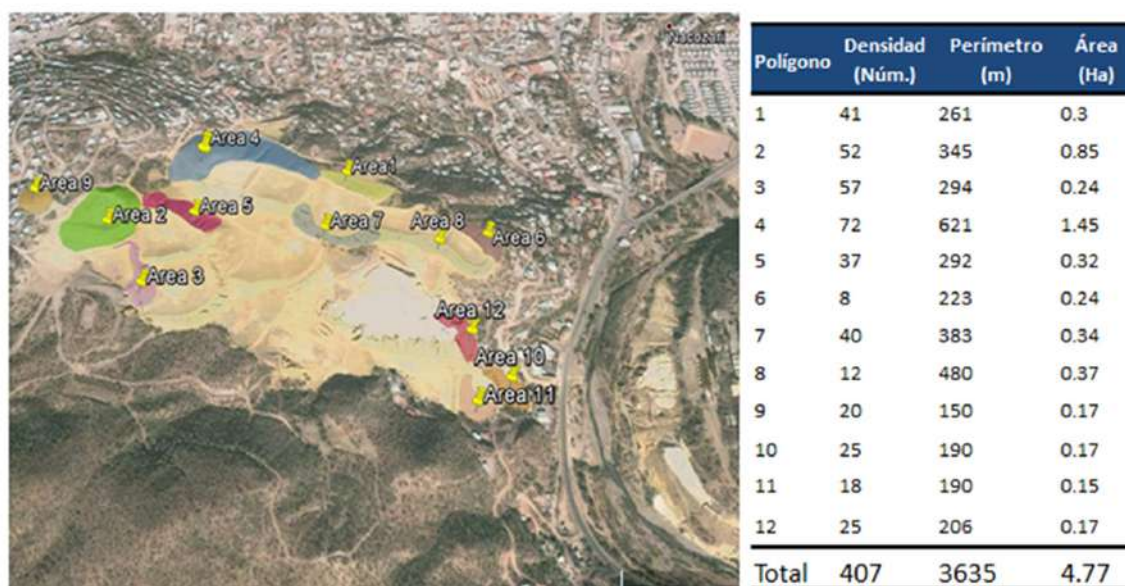 Nacozari
Area 4
Area1
Area 9
Area 2
Area 5
Area 7
Area 8
Area 6
Area 3
Area 12
Area 10
Area 11
Polígono Densidad (Núm.) Perímetro (m) Área (Ha)
1 41 261 0.3
2 52 345 0.85
3 57 294 0.24
4 72 621 1.45
5 37 292 0.32
6 8 223 0.24
7 40 383 0.34
8 12 480 0.37
9 20 150 0.17
10 25 190 0.17
11 18 190 0.15
12 25 206 0.17
Total 407 3635 4.77